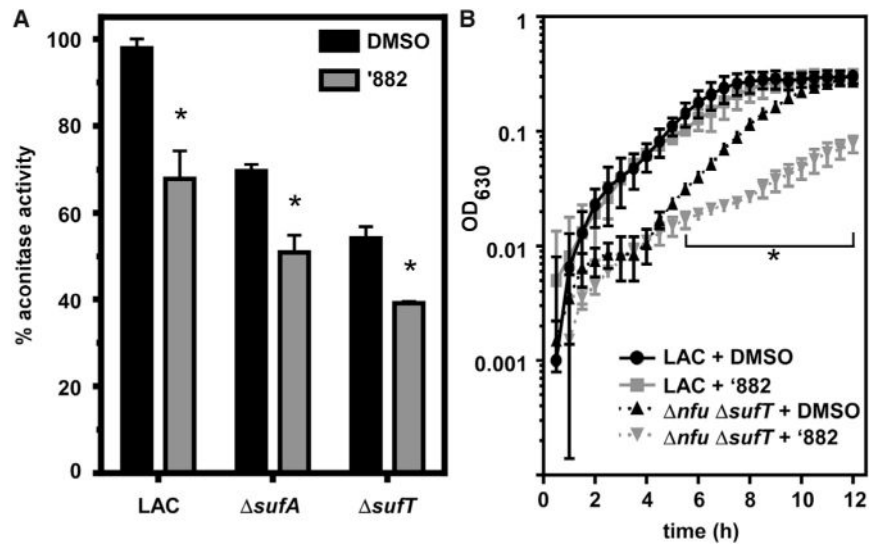 A
% aconitase activity
100
80
60
40
80
0
DMSO
'882
*
*
*
LAC
ΔsufA
ΔsufT
B
OD630
1
0.1
0.01
0.001
*
LAC + DMSO
LAC + '882
Δnfu ΔsufT + DMSO
Δnfu ΔsufT + '882
0 2 4 6 8 10 12
time (h)